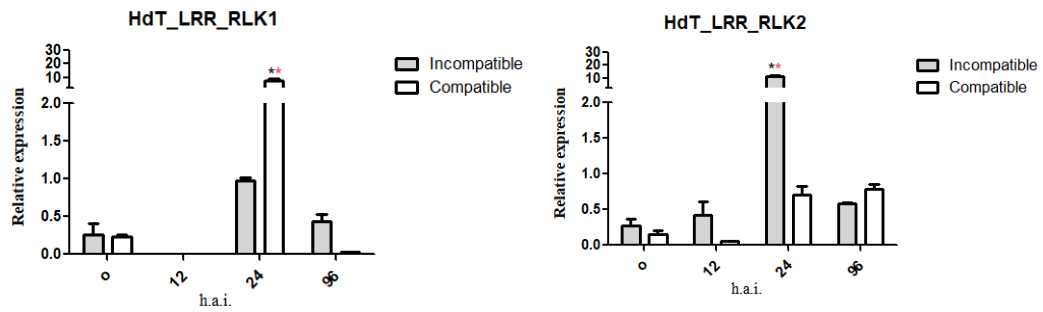 HdT_LRR_RLK1
Relative expression
30
20
10
2.0
1.5
1.0
0.5
0.0
**
Incompatible
Compatible
o
12
24
96
h.a.i.
HdT_LRR_RLK2
Relative expression
30
20
10
2.0
1.5
1.0
0.5
0.0
**
Incompatible
Compatible
o
12
24
96
h.a.i.